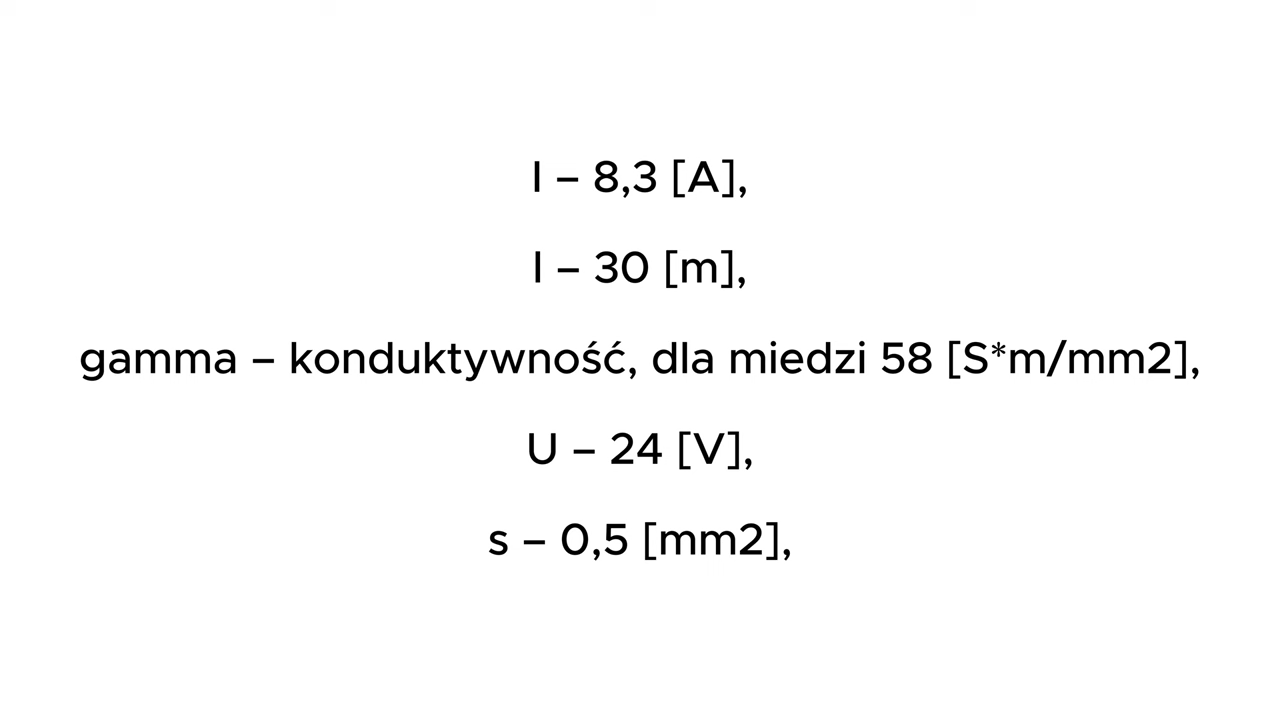 I – 8,3 [A],
l – 30 [m],
gamma – konduktywność, dla miedzi 58 [S*m/mm2],
U – 24 [V],
s – 0,5 [mm2],